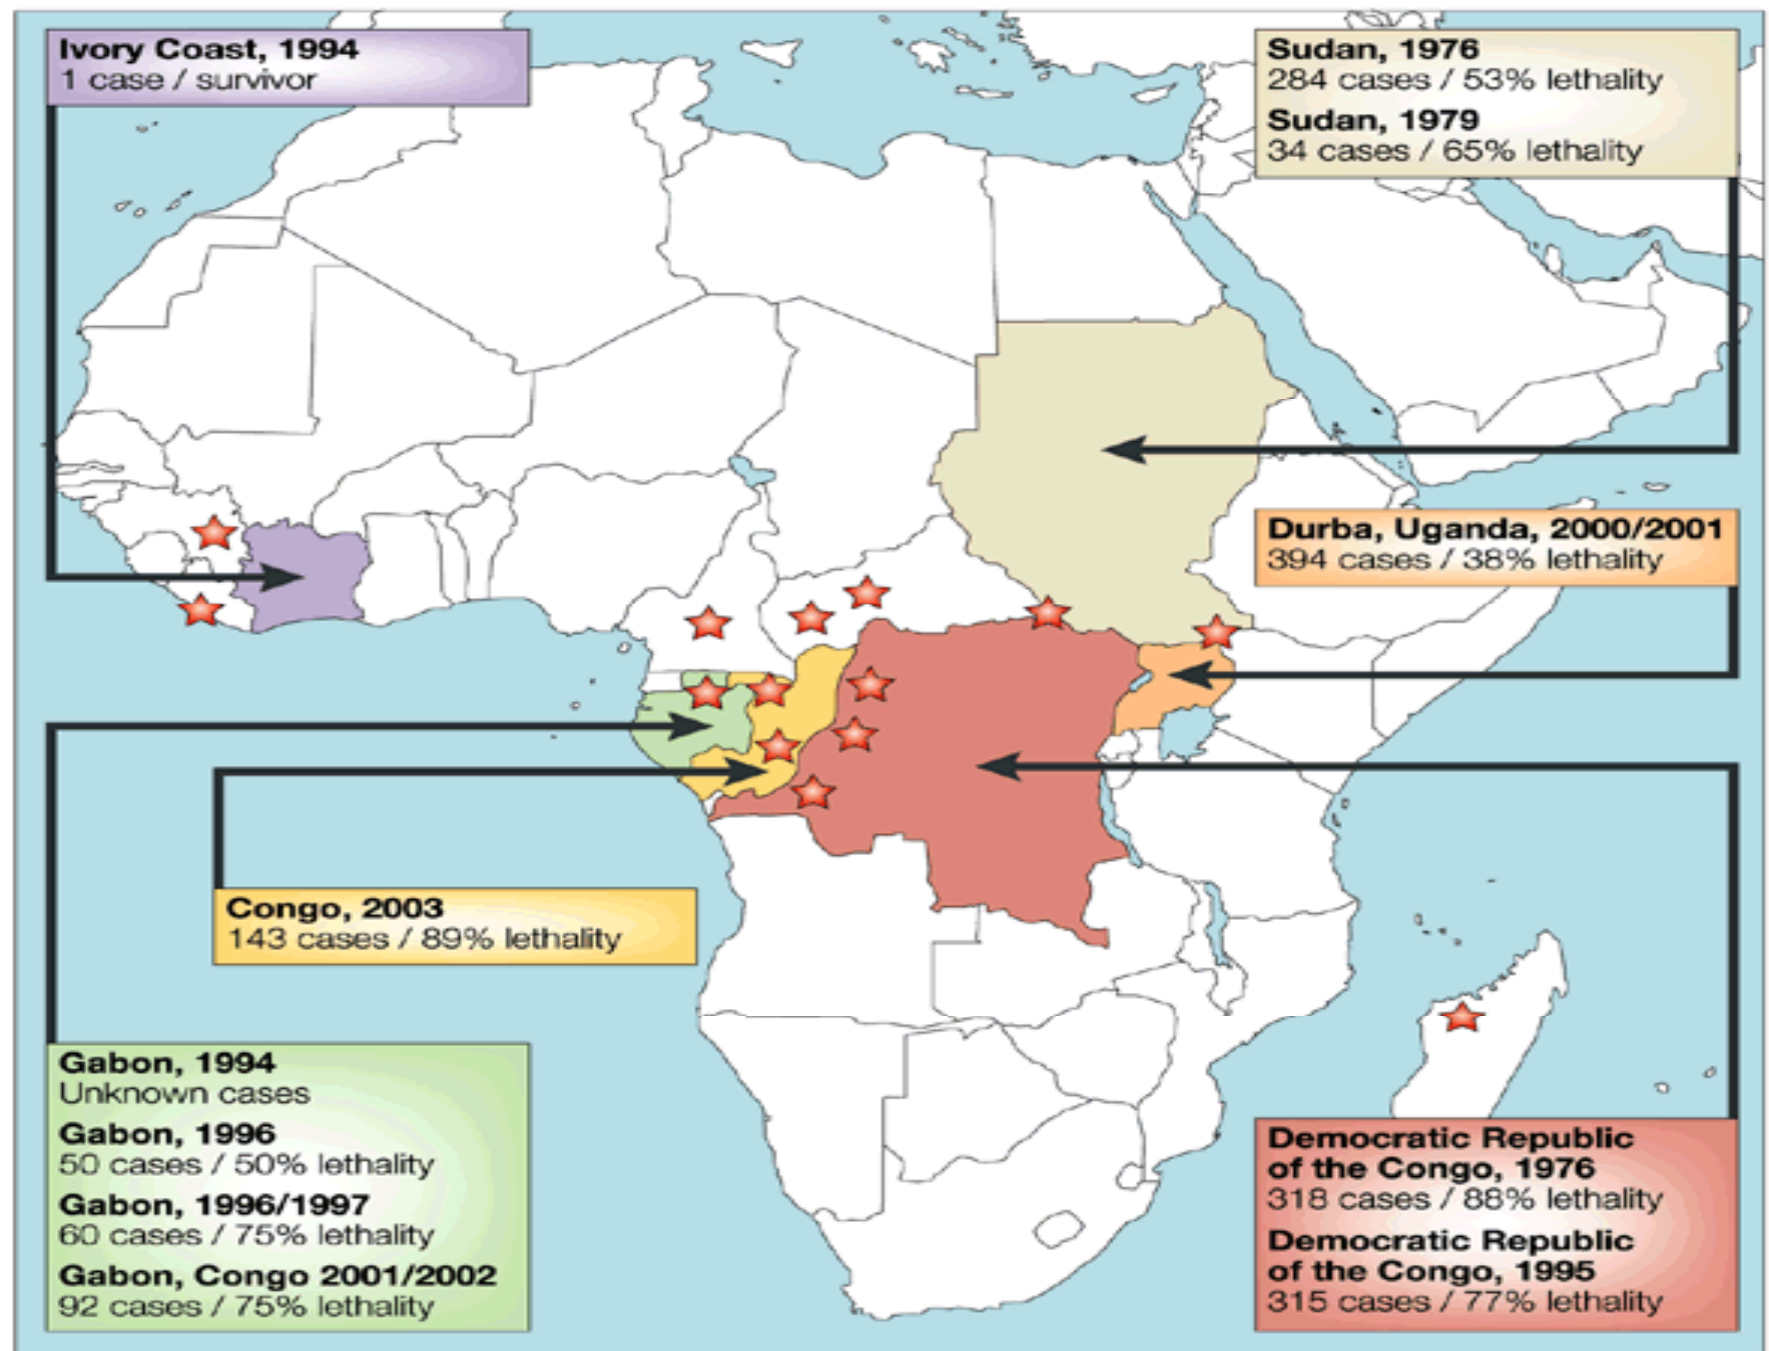 Ivory Coast, 1994
1 case / survivor
Sudan, 1976
284 cases / 53% lethality
Sudan, 1979
34 cases / 65% lethality
Durba, Uganda, 2000/2001
394 cases / 38% lethality
Congo, 2003
143 cases / 89% lethality
Gabon, 1994
Unknown cases
Gabon, 1996
50 cases / 50% lethality
Gabon, 1996/1997
60 cases / 75% lethality
Gabon, Congo 2001/2002
92 cases / 75% lethality
Democratic Republic
of the Congo, 1976
318 cases / 88% lethality
Democratic Republic
of the Congo, 1995
315 cases / 77% lethality